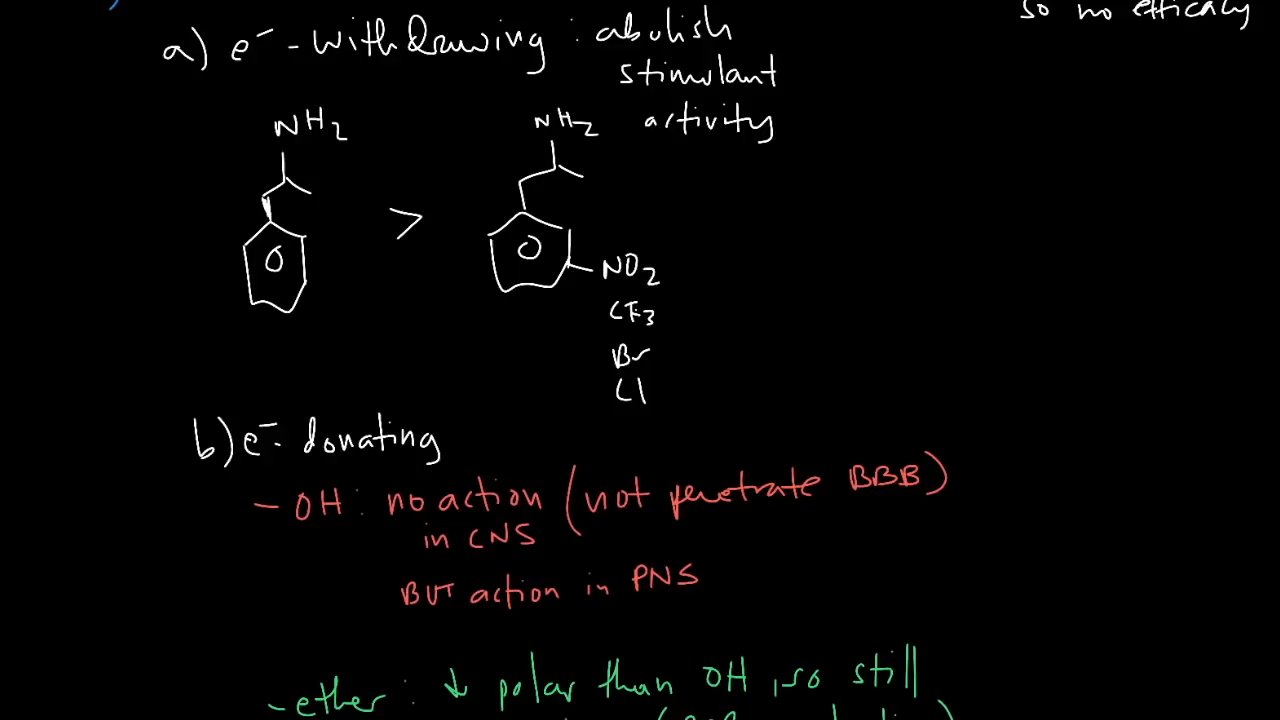 so no efficacy
a) e⁻-withdrawing : abolish
stimulant
activity
NH2
NH2
>
NO2
CF3
Br
Cl
b) e⁻ donating
- OH : no action (not penetrate BBB)
in CNS
BUT action in PNS
- ether : ↓ polar than OH, so still